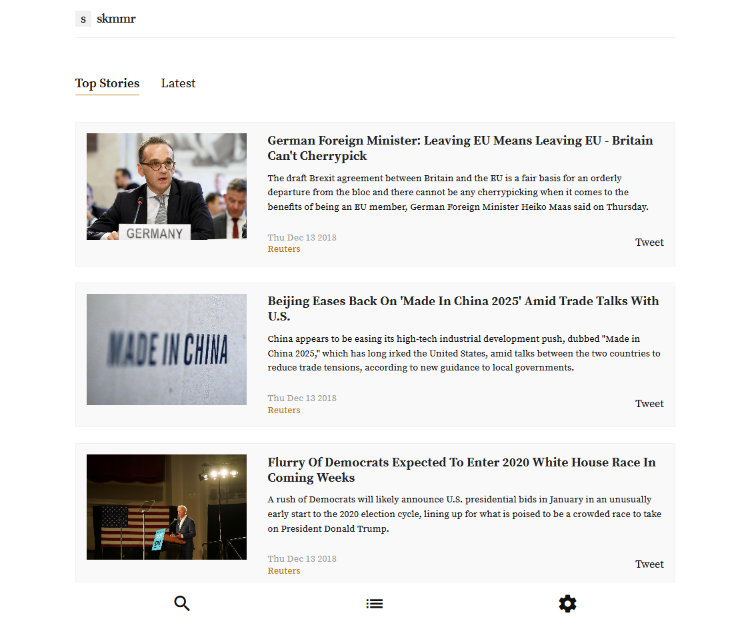 s skmmr
Top Stories Latest
German Foreign Minister: Leaving EU Means Leaving EU - Britain
Can't Cherrypick
The draft Brexit agreement between Britain and the EU is a fair basis for an orderly
departure from the bloc and there cannot be any cherrypicking when it comes to the
benefits of being an EU member, German Foreign Minister Heiko Maas said on Thursday.
GERMANY
Thu Dec 13 2018
Reuters
Tweet
Beijing Eases Back On 'Made In China 2025' Amid Trade Talks With
U.S.
China appears to be easing its high-tech industrial development push, dubbed "Made in
China 2025," which has long irked the United States, amid talks between the two countries to
reduce trade tensions, according to new guidance to local governments.
MADE IN CHINA
Thu Dec 13 2018
Reuters
Tweet
Flurry Of Democrats Expected To Enter 2020 White House Race In
Coming Weeks
A rush of Democrats will likely announce U.S. presidential bids in January in an unusually
early start to the 2020 election cycle, lining up for what is poised to be a crowded race to take
on President Donald Trump.
Thu Dec 13 2018
Reuters
Tweet